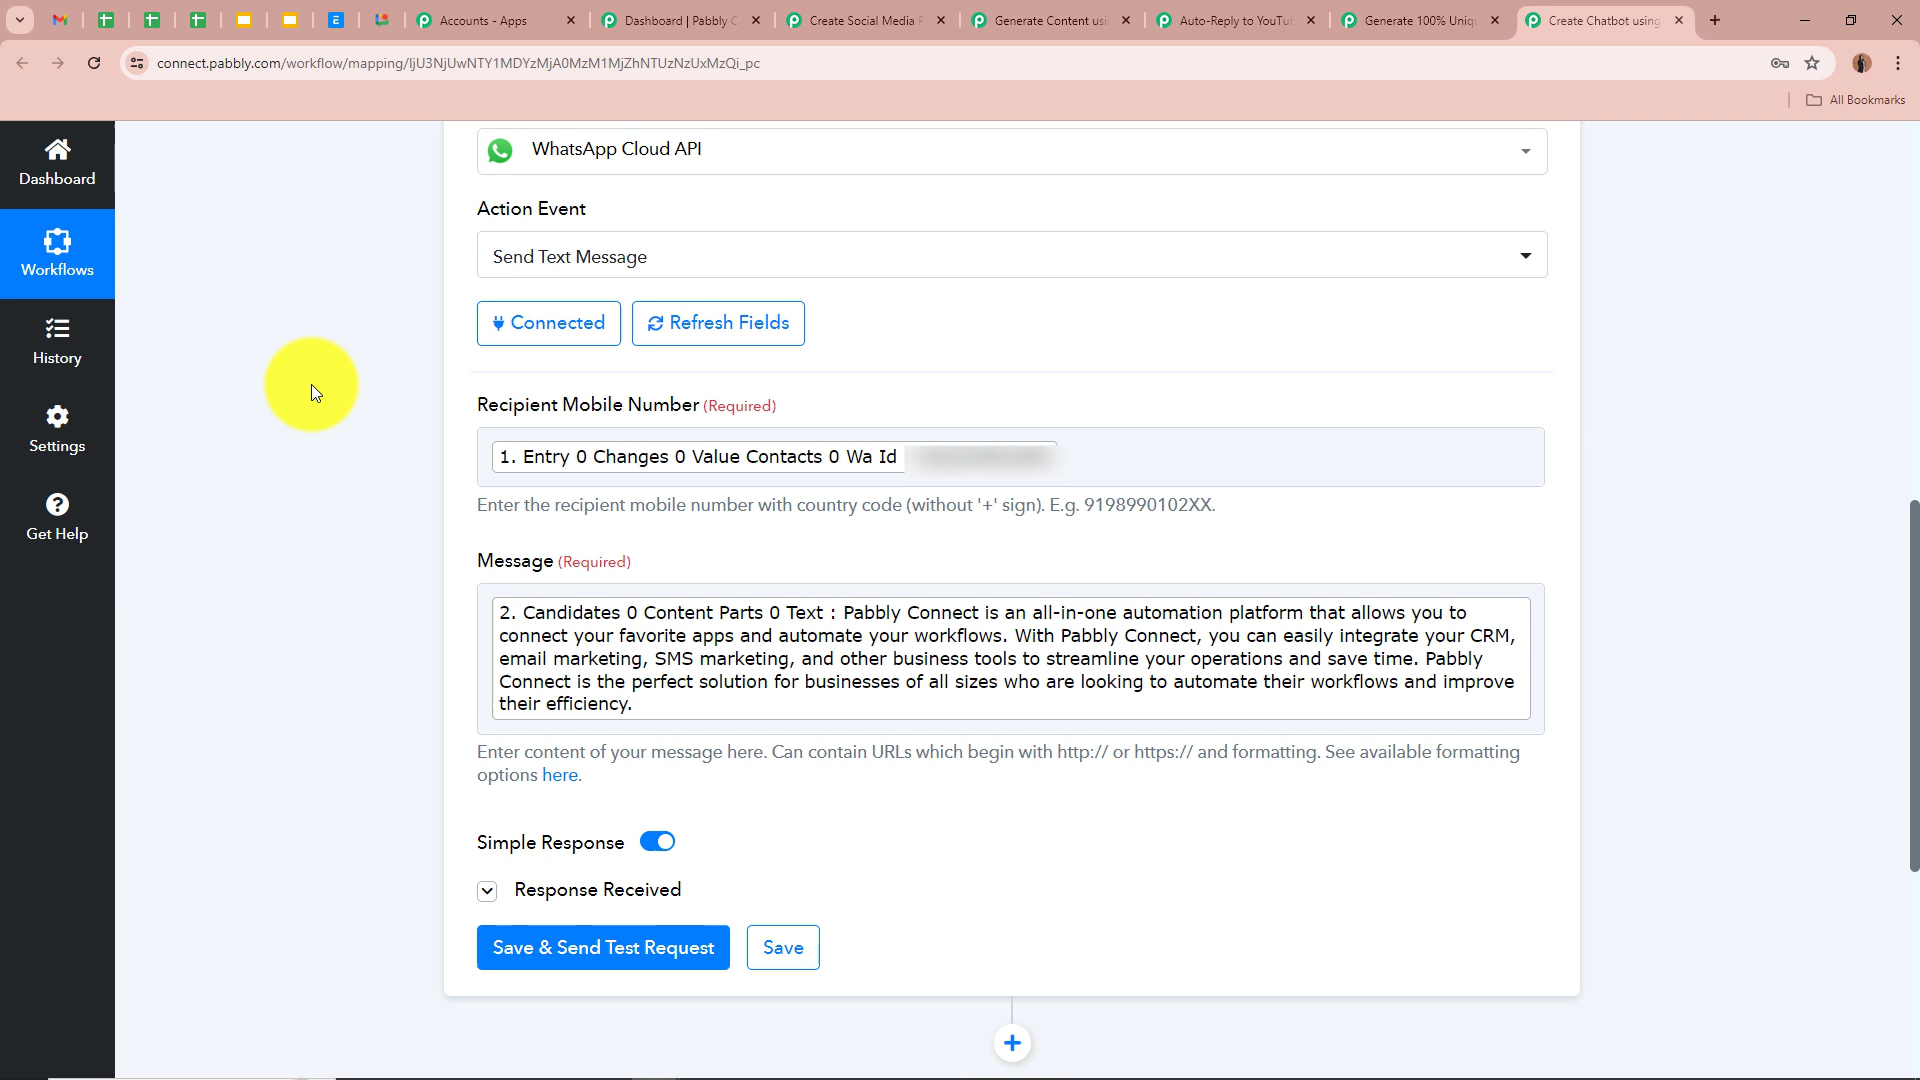 Accounts - Apps
Dashboard | Pabbly C
Create Social Media P
Generate Content usi
Auto-Reply to YouTu
Generate 100% Uniq
Create Chatbot using
connect.pabbly.com/workflow/mapping/IjU3NjUwNTY1MDYzMjA0MzM1MjZhNTUzNzUxMzQi_pc
All Bookmarks
Dashboard
Workflows
History
Settings
Get Help
WhatsApp Cloud API
Action Event
Send Text Message
Connected
Refresh Fields
Recipient Mobile Number (Required)
1. Entry 0 Changes 0 Value Contacts 0 Wa Id
Enter the recipient mobile number with country code (without '+' sign). E.g. 9198990102XX.
Message (Required)
2. Candidates 0 Content Parts 0 Text : Pabbly Connect is an all-in-one automation platform that allows you to
connect your favorite apps and automate your workflows. With Pabbly Connect, you can easily integrate your CRM,
email marketing, SMS marketing, and other business tools to streamline your operations and save time. Pabbly
Connect is the perfect solution for businesses of all sizes who are looking to automate their workflows and improve
their efficiency.
Enter content of your message here. Can contain URLs which begin with http:// or https:// and formatting. See available formatting
options here.
Simple Response
Response Received
Save & Send Test Request
Save